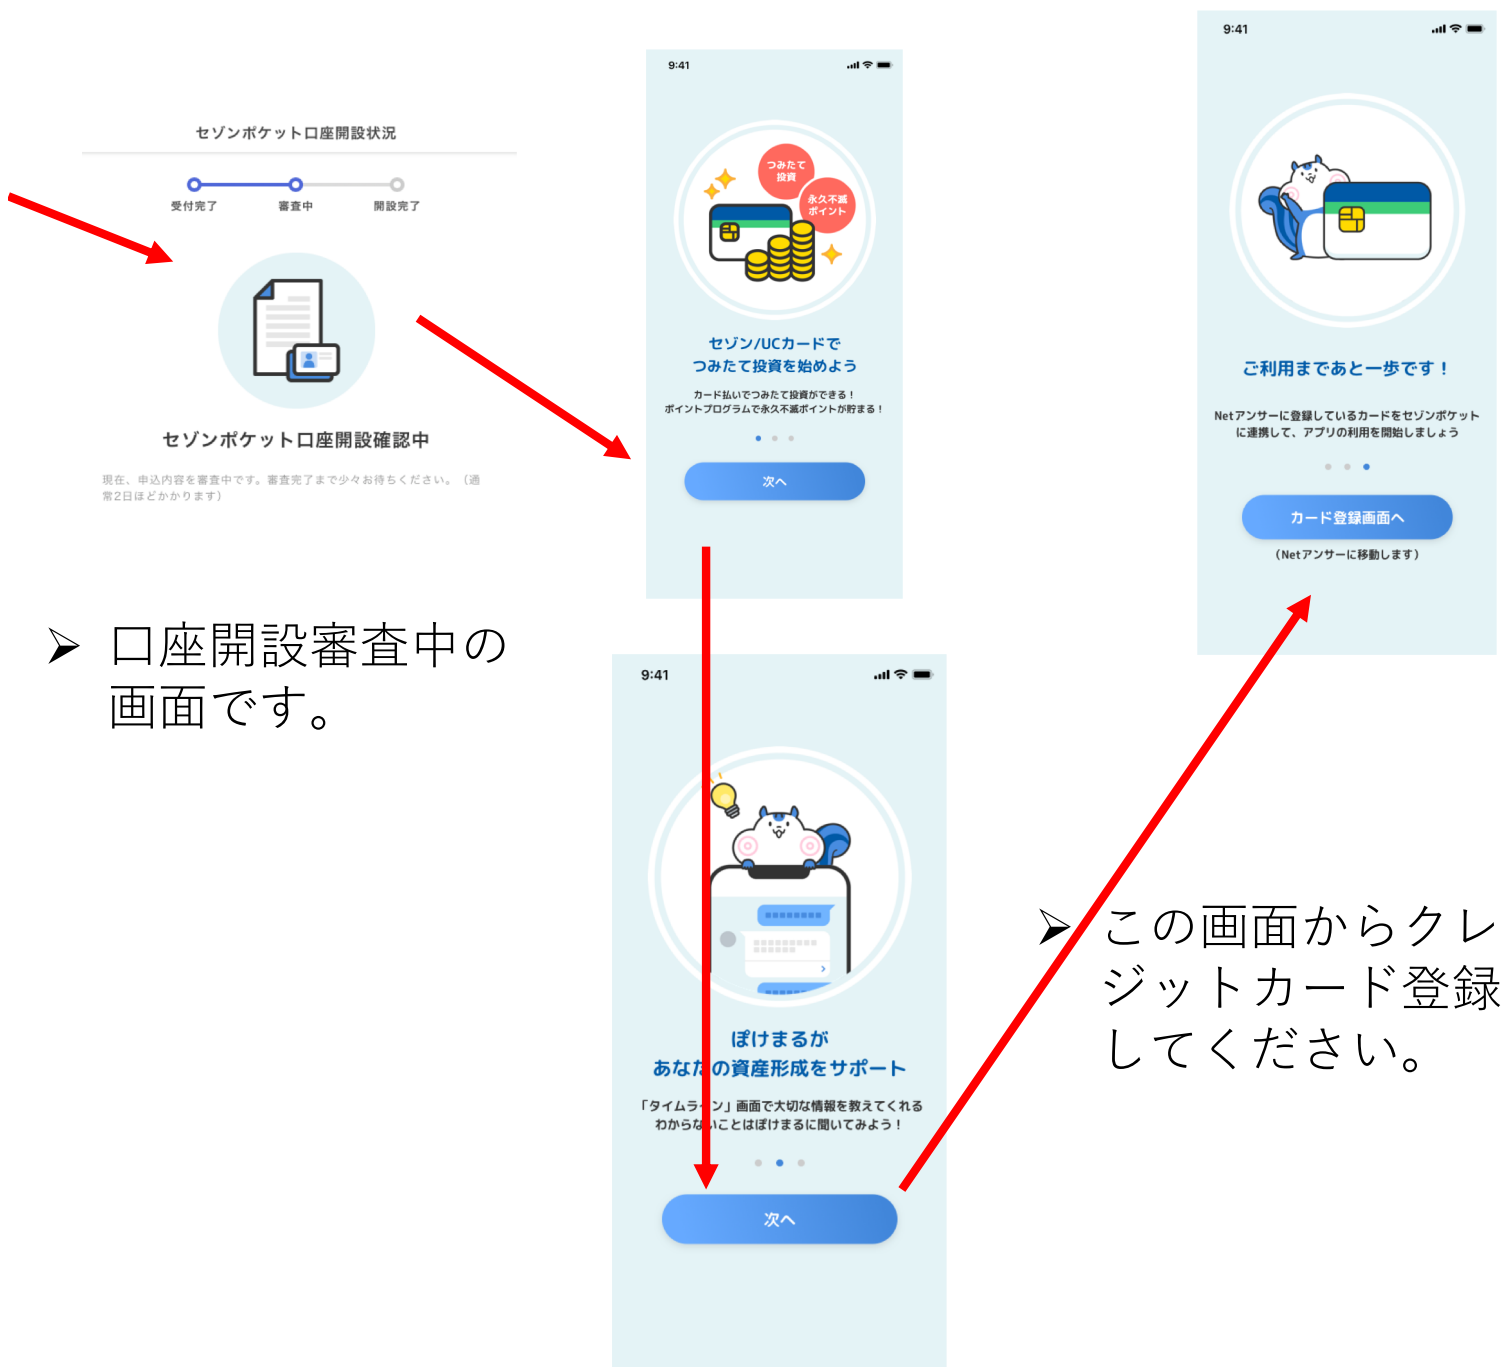 セゾンポケット口座開設状況
受付完了
審査中
開設完了
セゾンポケット口座開設確認中
現在、申込内容を審査中です。審査完了まで少々お待ちください。（通
常2日ほどかかります）
➢ 口座開設審査中の
画面です。
9:41
つみたて
投資
永久不滅
ポイント
セゾン/UCカードで
つみたて投資を始めよう
カード払いでつみたて投資ができる！
ポイントプログラムで永久不滅ポイントが貯まる！
次へ
9:41
ぽけまるが
あなたの資産形成をサポート
「タイムライン」画面で大切な情報を教えてくれる
わからないことはぽけまるに聞いてみよう！
次へ
9:41
ご利用まであと一歩です！
Netアンサーに登録しているカードをセゾンポケット
に連携して、アプリの利用を開始しましょう
カード登録画面へ
（Netアンサーに移動します）
➢ この画面からクレ
ジットカード登録
してください。